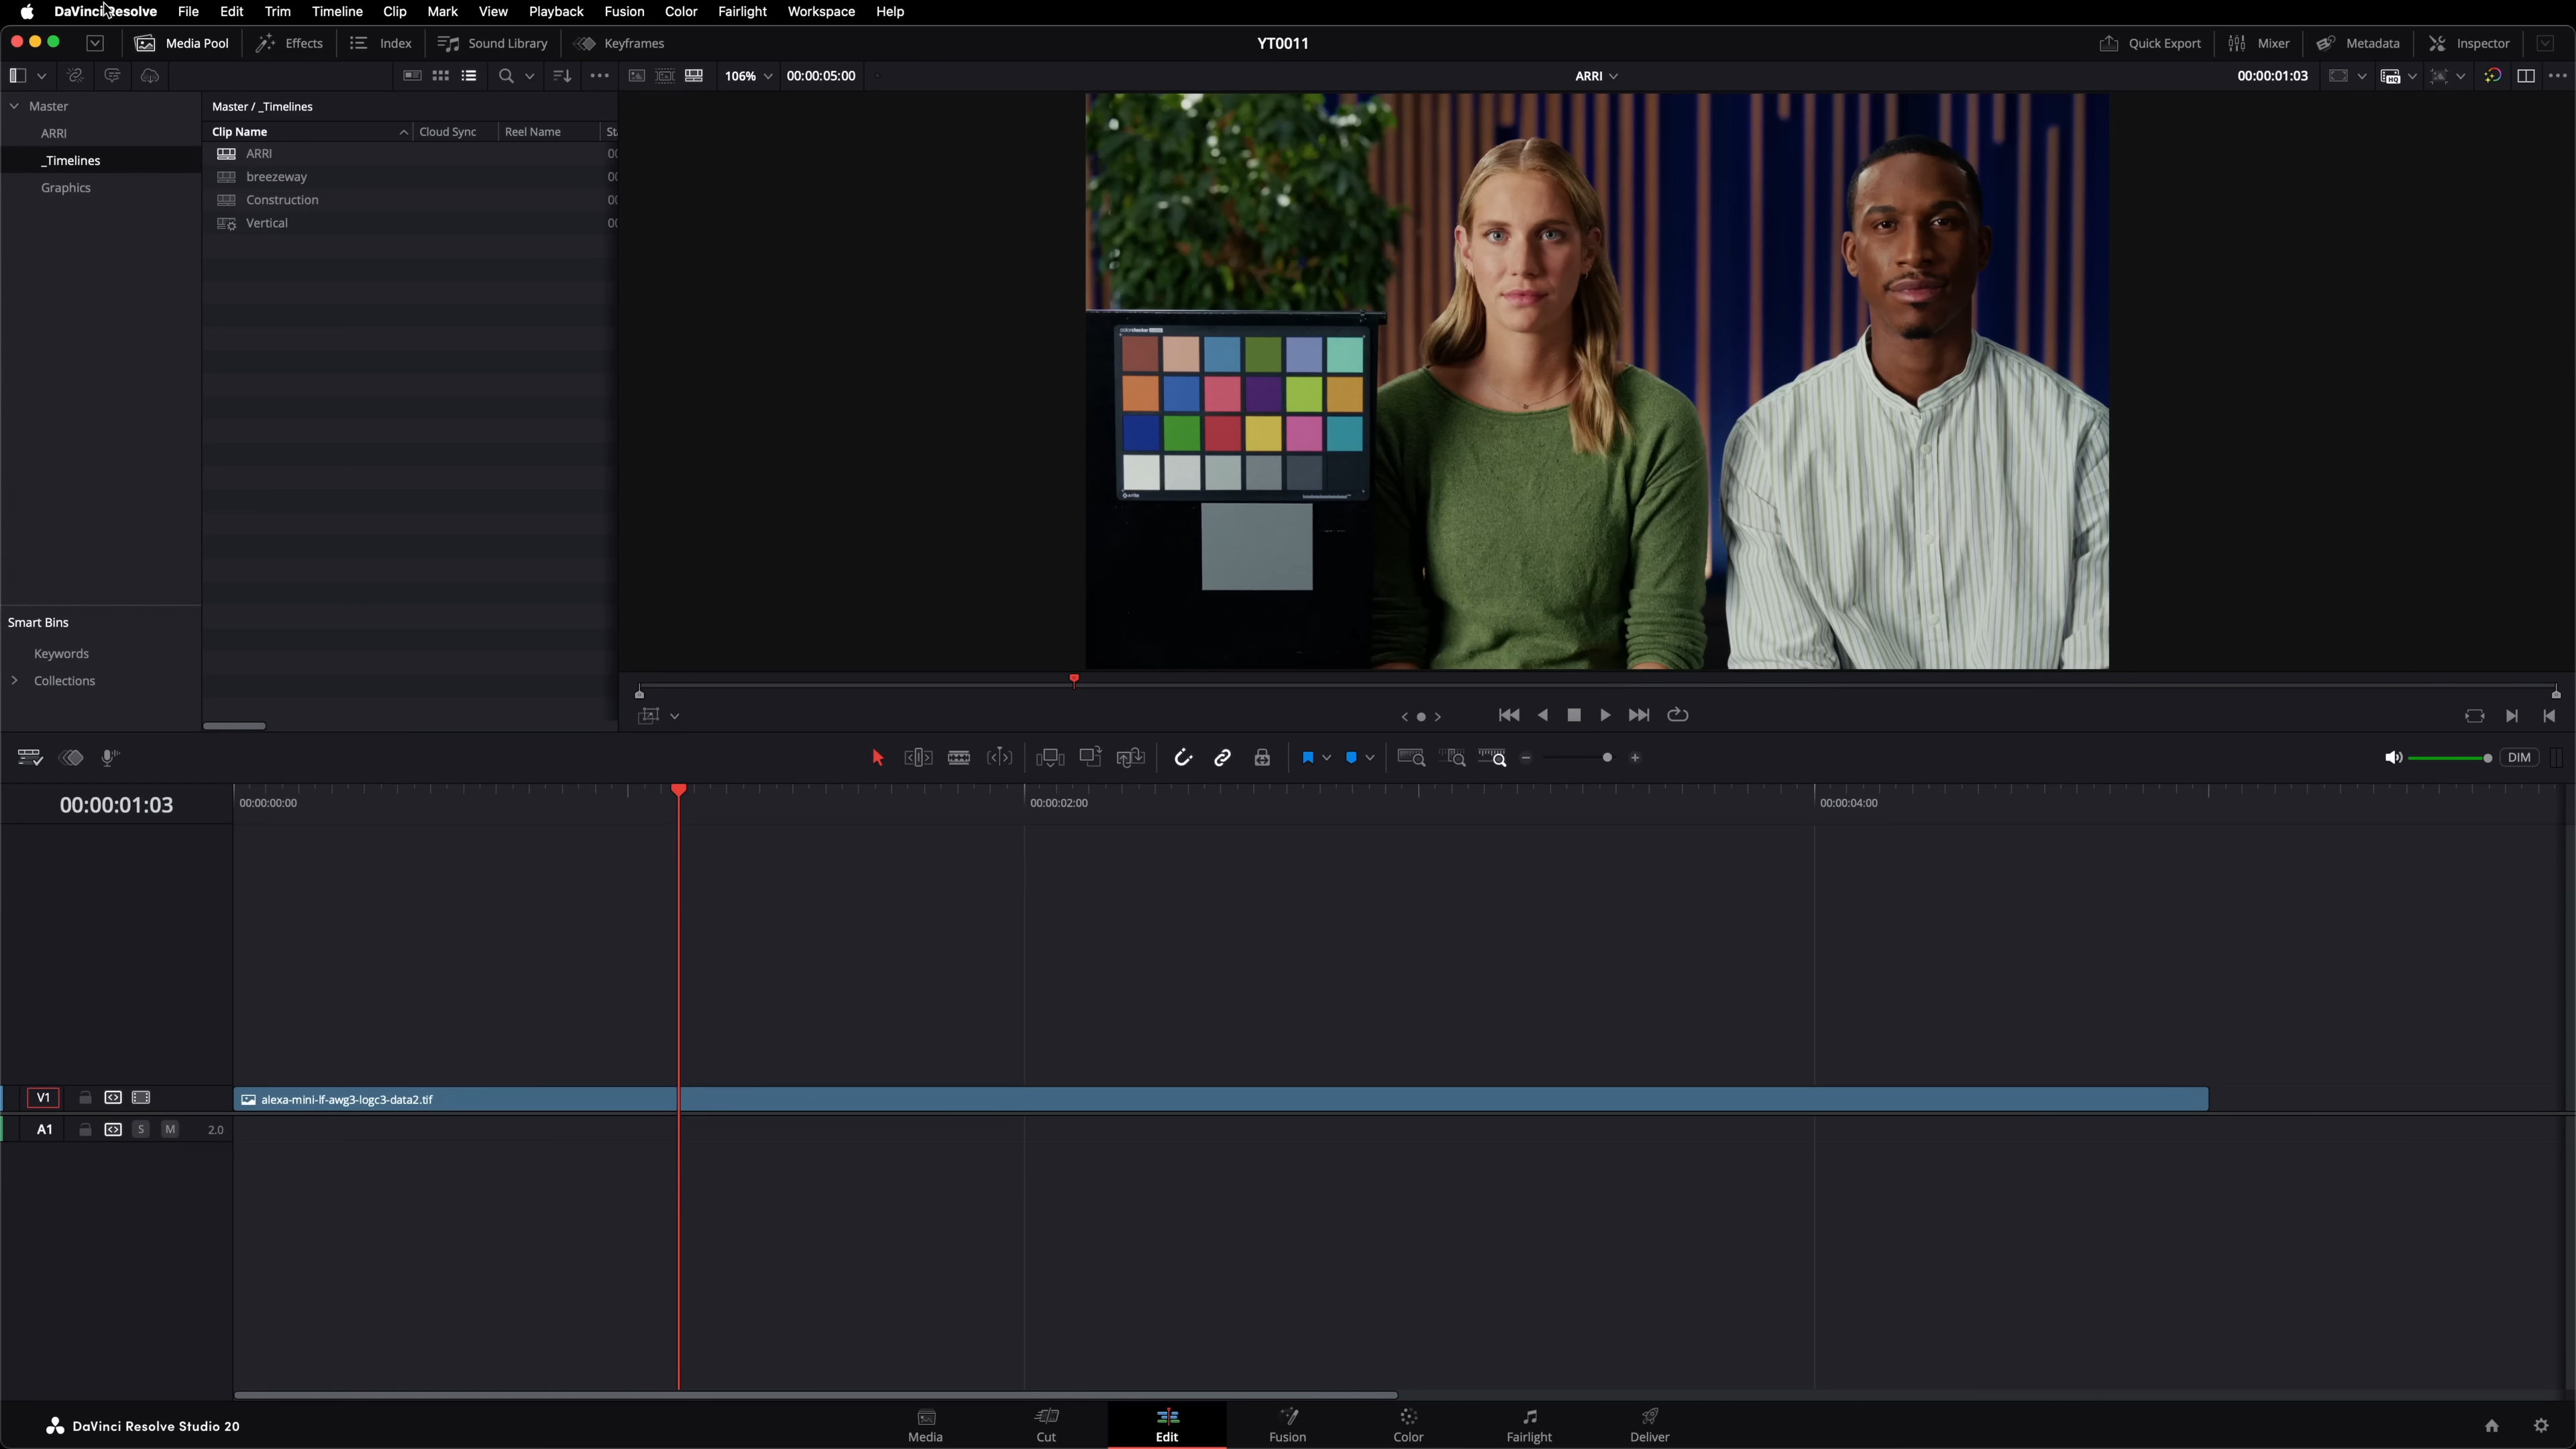 DaVinci Resolve File Edit Trim Timeline Clip Mark View Playback Fusion Color Fairlight Workspace Help
Media Pool Effects Index Sound Library Keyframes YT0011 Quick Export Mixer Metadata Inspector
106% 00:00:05:00 ARRI 00:00:01:03
Master
ARRI
_Timelines
Graphics
Master / _Timelines
Clip Name Cloud Sync Reel Name
ARRI
breezeway
Construction
Vertical
Smart Bins
Keywords
Collections
colorchecker
DIM
00:00:01:03 00:00:00:00 00:00:02:00 00:00:04:00
V1 alexa-mini-lf-awg3-logc3-data2.tif
A1 S M 2.0
DaVinci Resolve Studio 20 Media Cut Edit Fusion Color Fairlight Deliver